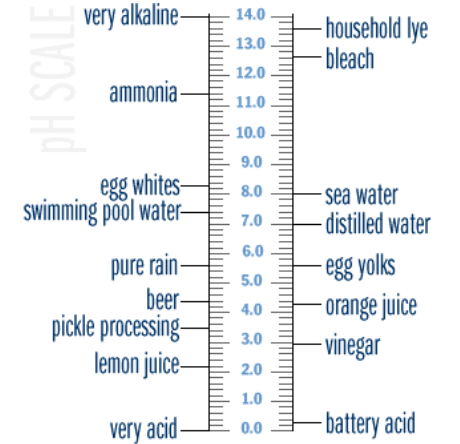 pH SCALE
very alkaline
ammonia
egg whites
swimming pool water
pure rain
beer
pickle processing
lemon juice
very acid
14.0
13.0
12.0
11.0
10.0
9.0
8.0
7.0
6.0
5.0
4.0
3.0
2.0
1.0
0.0
household lye
bleach
sea water
distilled water
egg yolks
orange juice
vinegar
battery acid